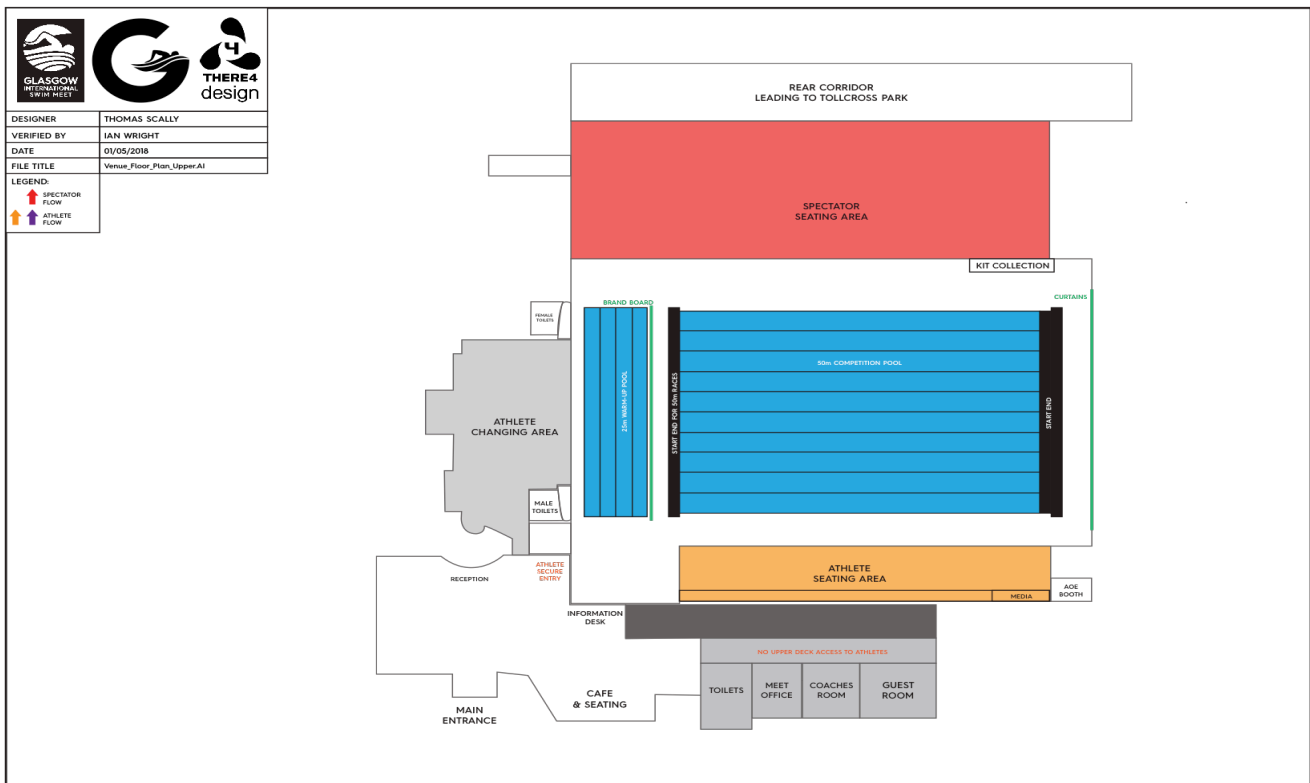 GLASGOW
INTERNATIONAL
SWIM MEET
G
4
THERE4
design
DESIGNER THOMAS SCALLY
VERIFIED BY IAN WRIGHT
DATE 01/05/2018
FILE TITLE Venue_Floor_Plan_Upper.AI
LEGEND:
SPECTATOR
FLOW
ATHLETE
FLOW
REAR CORRIDOR
LEADING TO TOLLCROSS PARK
SPECTATOR
SEATING AREA
KIT COLLECTION
CURTAINS
BRAND BOARD
FEMALE
TOILETS
50m COMPETITION POOL
25m WARM-UP POOL
START END FOR 50m RACES
START END
ATHLETE
CHANGING AREA
MALE
TOILETS
ATHLETE
SECURE
ENTRY
RECEPTION
ATHLETE
SEATING AREA
MEDIA
AOE
BOOTH
INFORMATION
DESK
NO UPPER DECK ACCESS TO ATHLETES
TOILETS
MEET
OFFICE
COACHES
ROOM
GUEST
ROOM
CAFE
& SEATING
MAIN
ENTRANCE